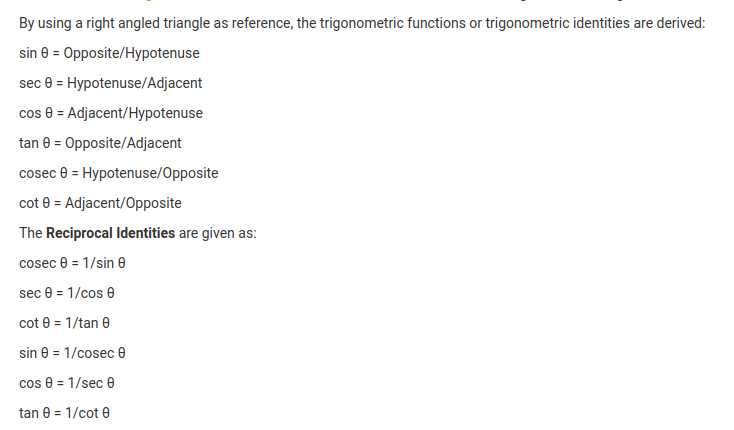 By using a right angled triangle as reference, the trigonometric functions or trigonometric identities are derived:
sin θ = Opposite/Hypotenuse
sec θ = Hypotenuse/Adjacent
cos θ = Adjacent/Hypotenuse
tan θ = Opposite/Adjacent
cosec θ = Hypotenuse/Opposite
cot θ = Adjacent/Opposite
The Reciprocal Identities are given as:
cosec θ = 1/sin θ
sec θ = 1/cos θ
cot θ = 1/tan θ
sin θ = 1/cosec θ
cos θ = 1/sec θ
tan θ = 1/cot θ